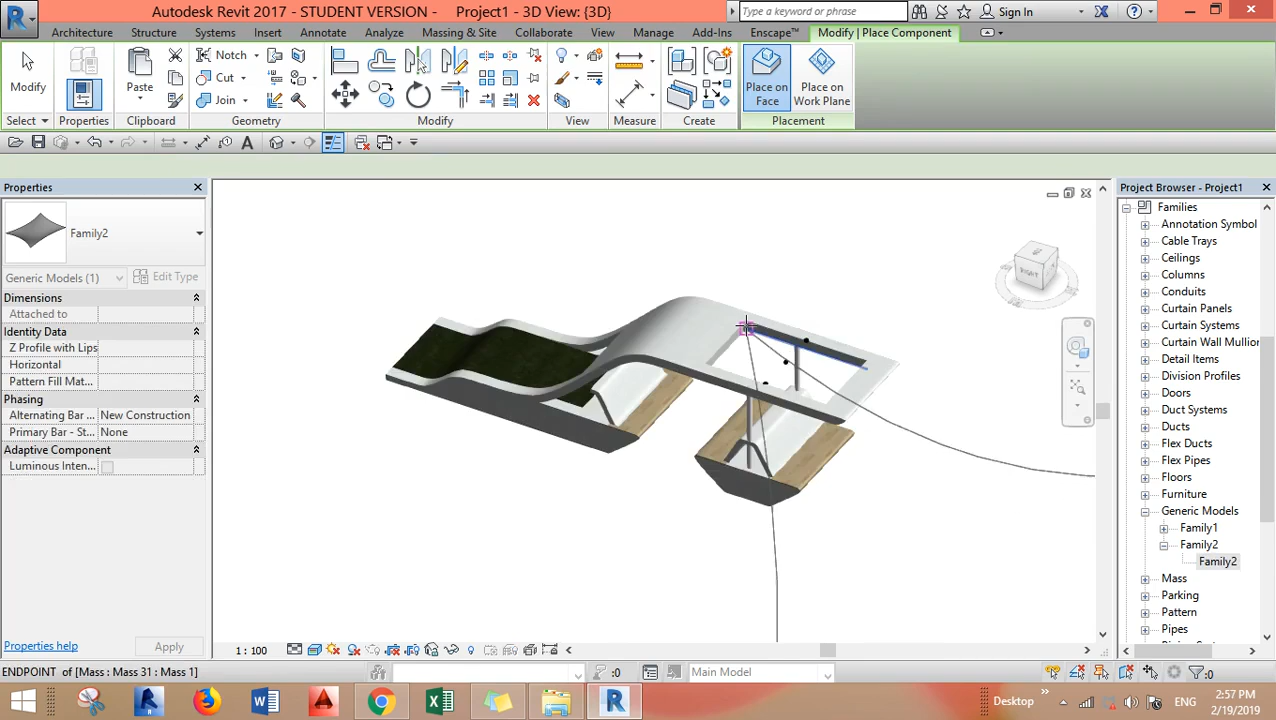 Autodesk Revit 2017 - STUDENT VERSION - Project1 - 3D View: {3D}
Type a keyword or phrase
Sign In
Architecture Structure Systems Insert Annotate Analyze Massing & Site Collaborate View Manage Add-Ins Enscape™ Modify | Place Component
Modify
Paste
Notch
Cut
Join
Place on Face
Place on Work Plane
Select Properties Clipboard Geometry Modify View Measure Create Placement
Properties
Family2
Generic Models (1) Edit Type
Dimensions
Attached to
Identity Data
Z Profile with Lips
Horizontal
Pattern Fill Mat...
Phasing
Alternating Bar ... New Construction
Primary Bar - St... None
Adaptive Component
Luminous Inten...
Properties help Apply
RIGHT
Project Browser - Project1
Families
Annotation Symbol
Cable Trays
Ceilings
Columns
Conduits
Curtain Panels
Curtain Systems
Curtain Wall Mullion
Detail Items
Division Profiles
Doors
Duct Systems
Ducts
Flex Ducts
Flex Pipes
Floors
Furniture
Generic Models
Family1
Family2
Family2
Mass
Parking
Pattern
Pipes
1 : 100
ENDPOINT of [Mass : Mass 31 : Mass 1]
:0
Main Model
:0
Desktop
ENG
2:57 PM
2/19/2019